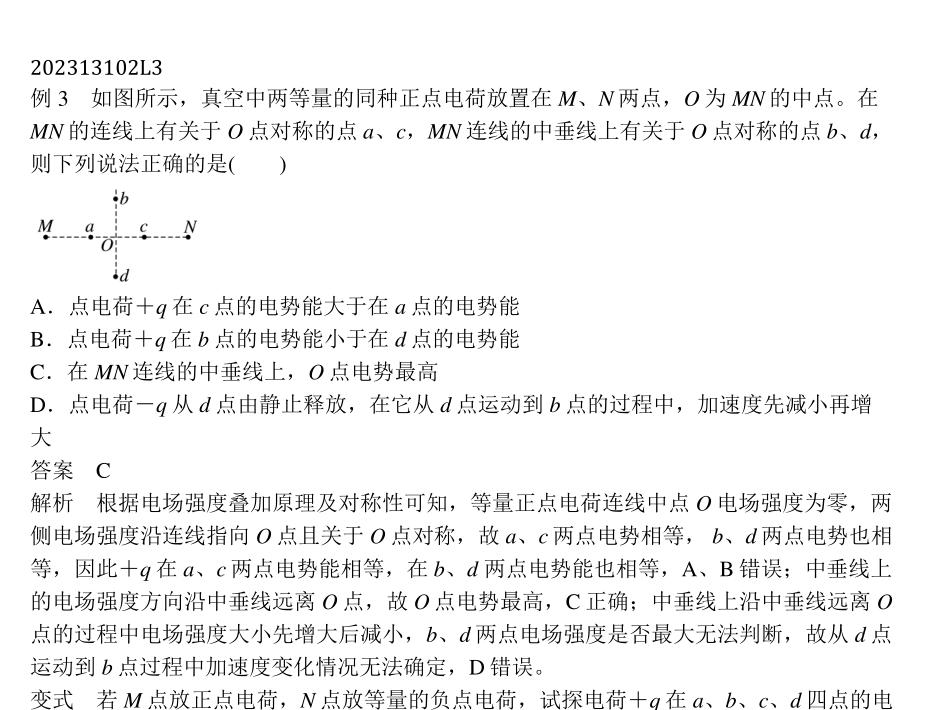 202313102L3
例 3　如图所示，真空中两等量的同种正点电荷放置在 M、N 两点，O 为 MN 的中点。在
MN 的连线上有关于 O 点对称的点 a、c，MN 连线的中垂线上有关于 O 点对称的点 b、d，
则下列说法正确的是(　　)
b
M a c N
O
d
A．点电荷＋q 在 c 点的电势能大于在 a 点的电势能
B．点电荷＋q 在 b 点的电势能小于在 d 点的电势能
C．在 MN 连线的中垂线上，O 点电势最高
D．点电荷－q 从 d 点由静止释放，在它从 d 点运动到 b 点的过程中，加速度先减小再增
大
答案　C
解析　根据电场强度叠加原理及对称性可知，等量正点电荷连线中点 O 电场强度为零，两
侧电场强度沿连线指向 O 点且关于 O 点对称，故 a、c 两点电势相等， b、d 两点电势也相
等，因此＋q 在 a、c 两点电势能相等，在 b、d 两点电势能也相等，A、B 错误；中垂线上
的电场强度方向沿中垂线远离 O 点，故 O 点电势最高，C 正确；中垂线上沿中垂线远离 O
点的过程中电场强度大小先增大后减小，b、d 两点电场强度是否最大无法判断，故从 d 点
运动到 b 点过程中加速度变化情况无法确定，D 错误。
变式　若 M 点放正点电荷，N 点放等量的负点电荷，试探电荷＋q 在 a、b、c、d 四点的电